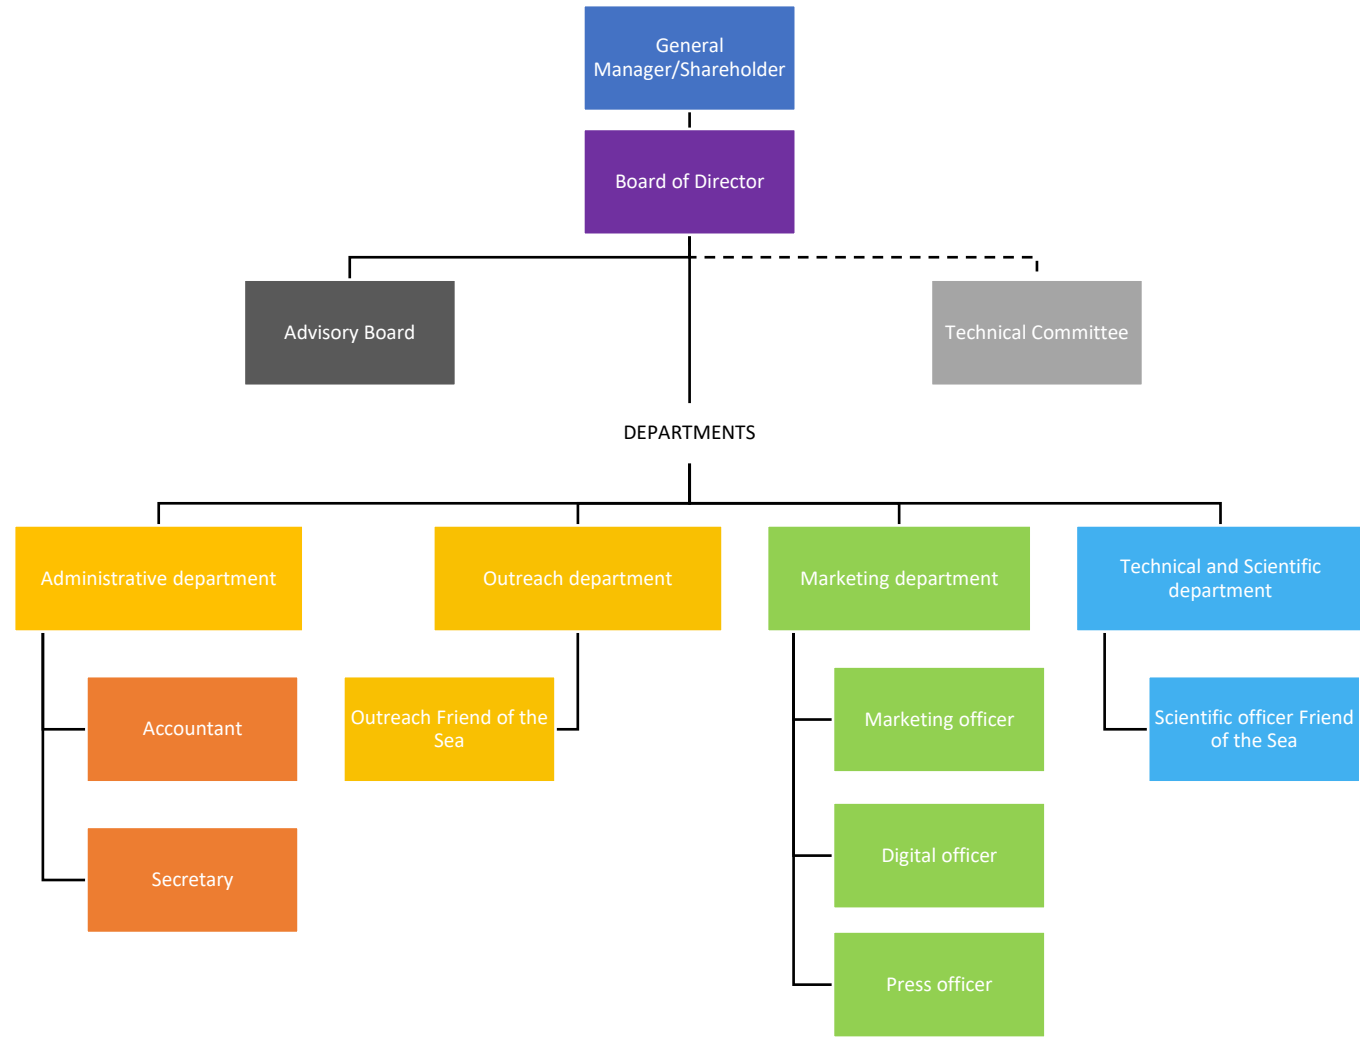 General
Manager/Shareholder
Board of Director
Advisory Board
Technical Committee
DEPARTMENTS
Administrative department
Outreach department
Marketing department
Technical and Scientific
department
Accountant
Secretary
Outreach Friend of the
Sea
Marketing officer
Digital officer
Press officer
Scientific officer Friend
of the Sea